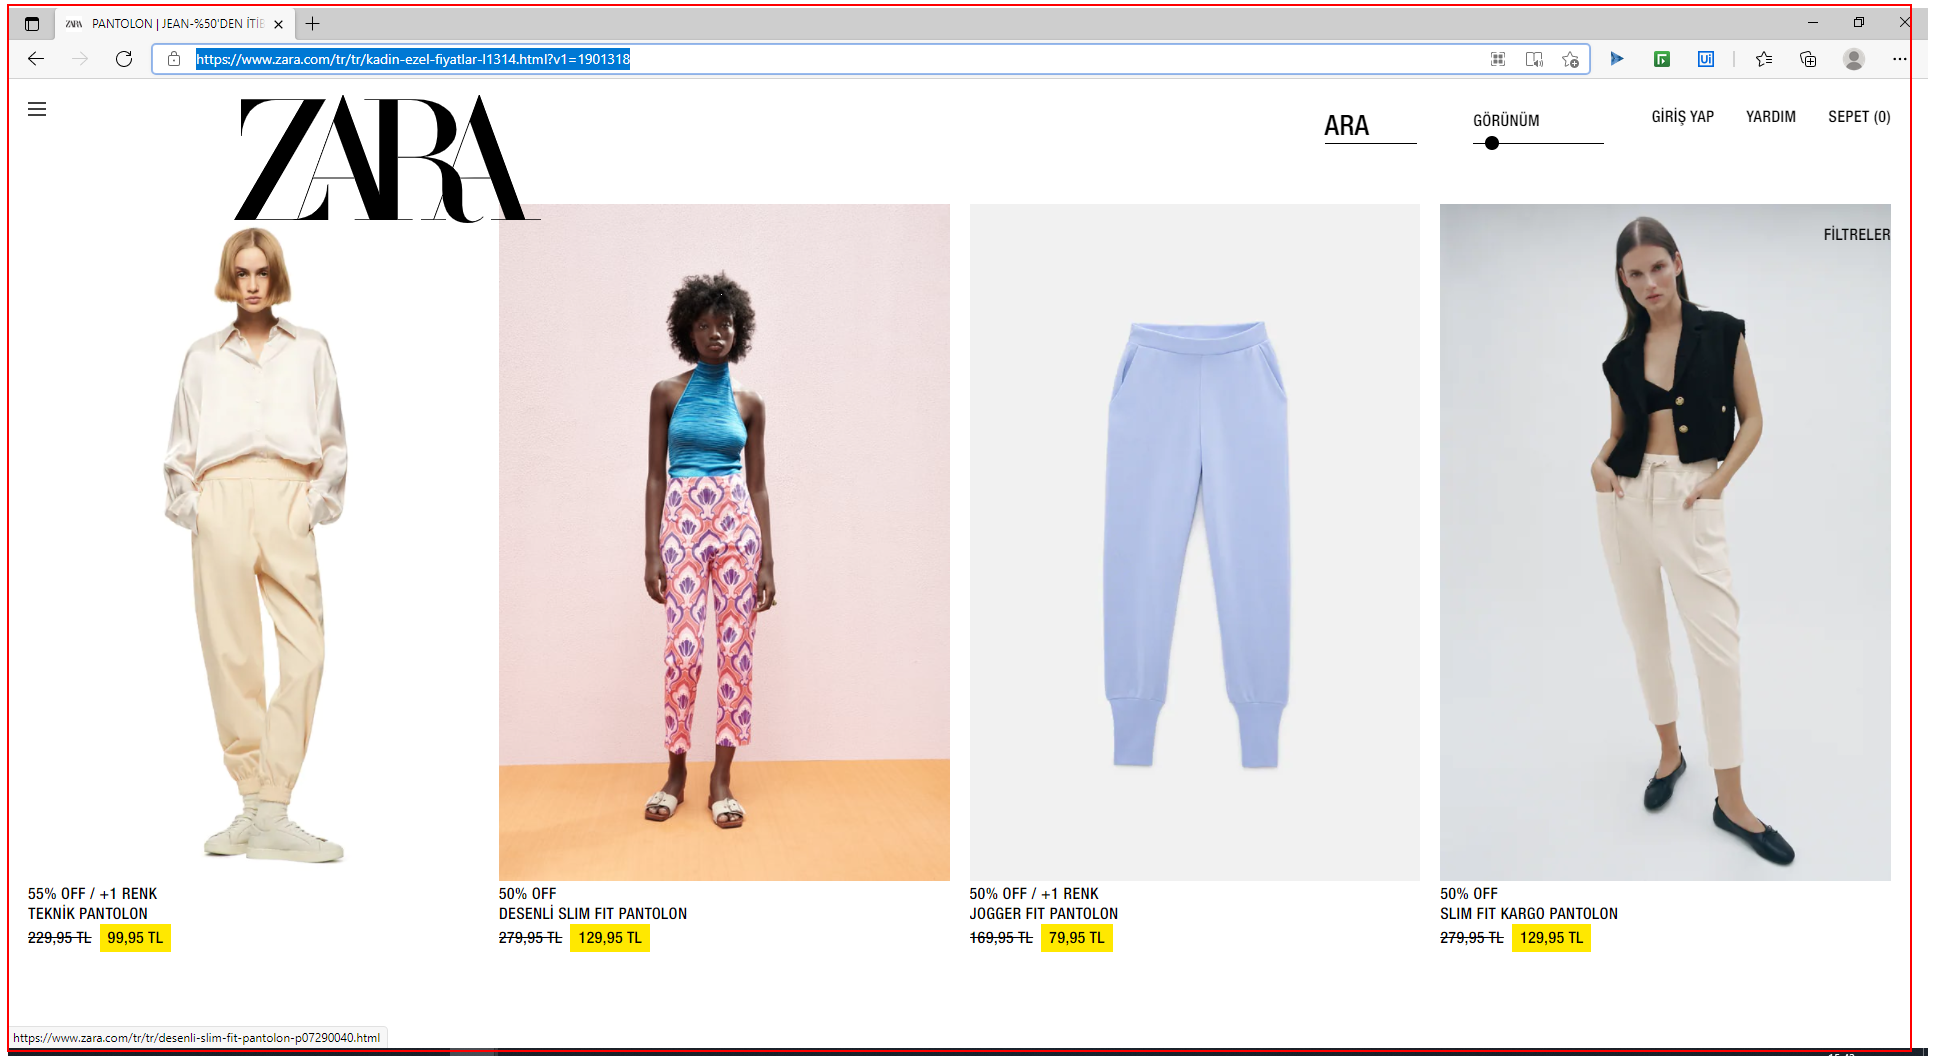 ZARA PANTOLON | JEAN-%50'DEN İTİB
https://www.zara.com/tr/tr/kadin-ezel-fiyatlar-l1314.html?v1=1901318
Ui
ZARA
ARA
GÖRÜNÜM
GİRİŞ YAP
YARDIM
SEPET (0)
FİLTRELER
55% OFF / +1 RENK
TEKNİK PANTOLON
229,95 TL 99,95 TL
50% OFF
DESENLİ SLIM FIT PANTOLON
279,95 TL 129,95 TL
50% OFF / +1 RENK
JOGGER FIT PANTOLON
169,95 TL 79,95 TL
50% OFF
SLIM FIT KARGO PANTOLON
279,95 TL 129,95 TL
https://www.zara.com/tr/tr/desenli-slim-fit-pantolon-p07290040.html